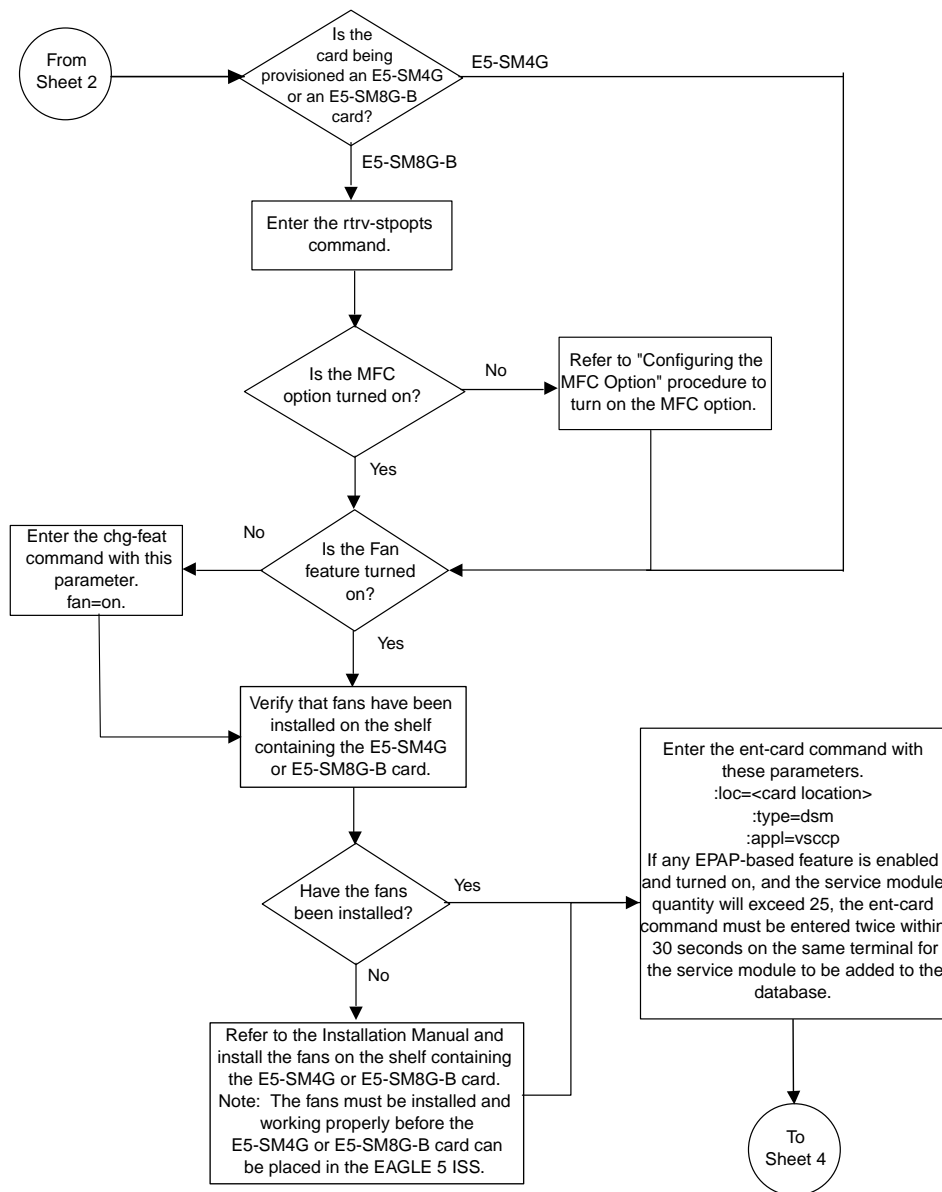 From
Sheet 2
Is the
card being
provisioned an E5-SM4G
or an E5-SM8G-B
card?
E5-SM4G
E5-SM8G-B
Enter the rtrv-stpopts
command.
Is the MFC
option turned on?
No
Refer to "Configuring the
MFC Option" procedure to
turn on the MFC option.
Yes
Enter the chg-feat
command with this
parameter.
fan=on.
No
Is the Fan
feature turned
on?
Yes
Verify that fans have been
installed on the shelf
containing the E5-SM4G
or E5-SM8G-B card.
Have the fans
been installed?
Yes
No
Refer to the Installation Manual and
install the fans on the shelf containing
the E5-SM4G or E5-SM8G-B card.
Note: The fans must be installed and
working properly before the
E5-SM4G or E5-SM8G-B card can
be placed in the EAGLE 5 ISS.
Enter the ent-card command with
these parameters.
:loc=<card location>
:type=dsm
:appl=vsccp
If any EPAP-based feature is enabled
and turned on, and the service module
quantity will exceed 25, the ent-card
command must be entered twice within
30 seconds on the same terminal for
the service module to be added to the
database.
To
Sheet 4